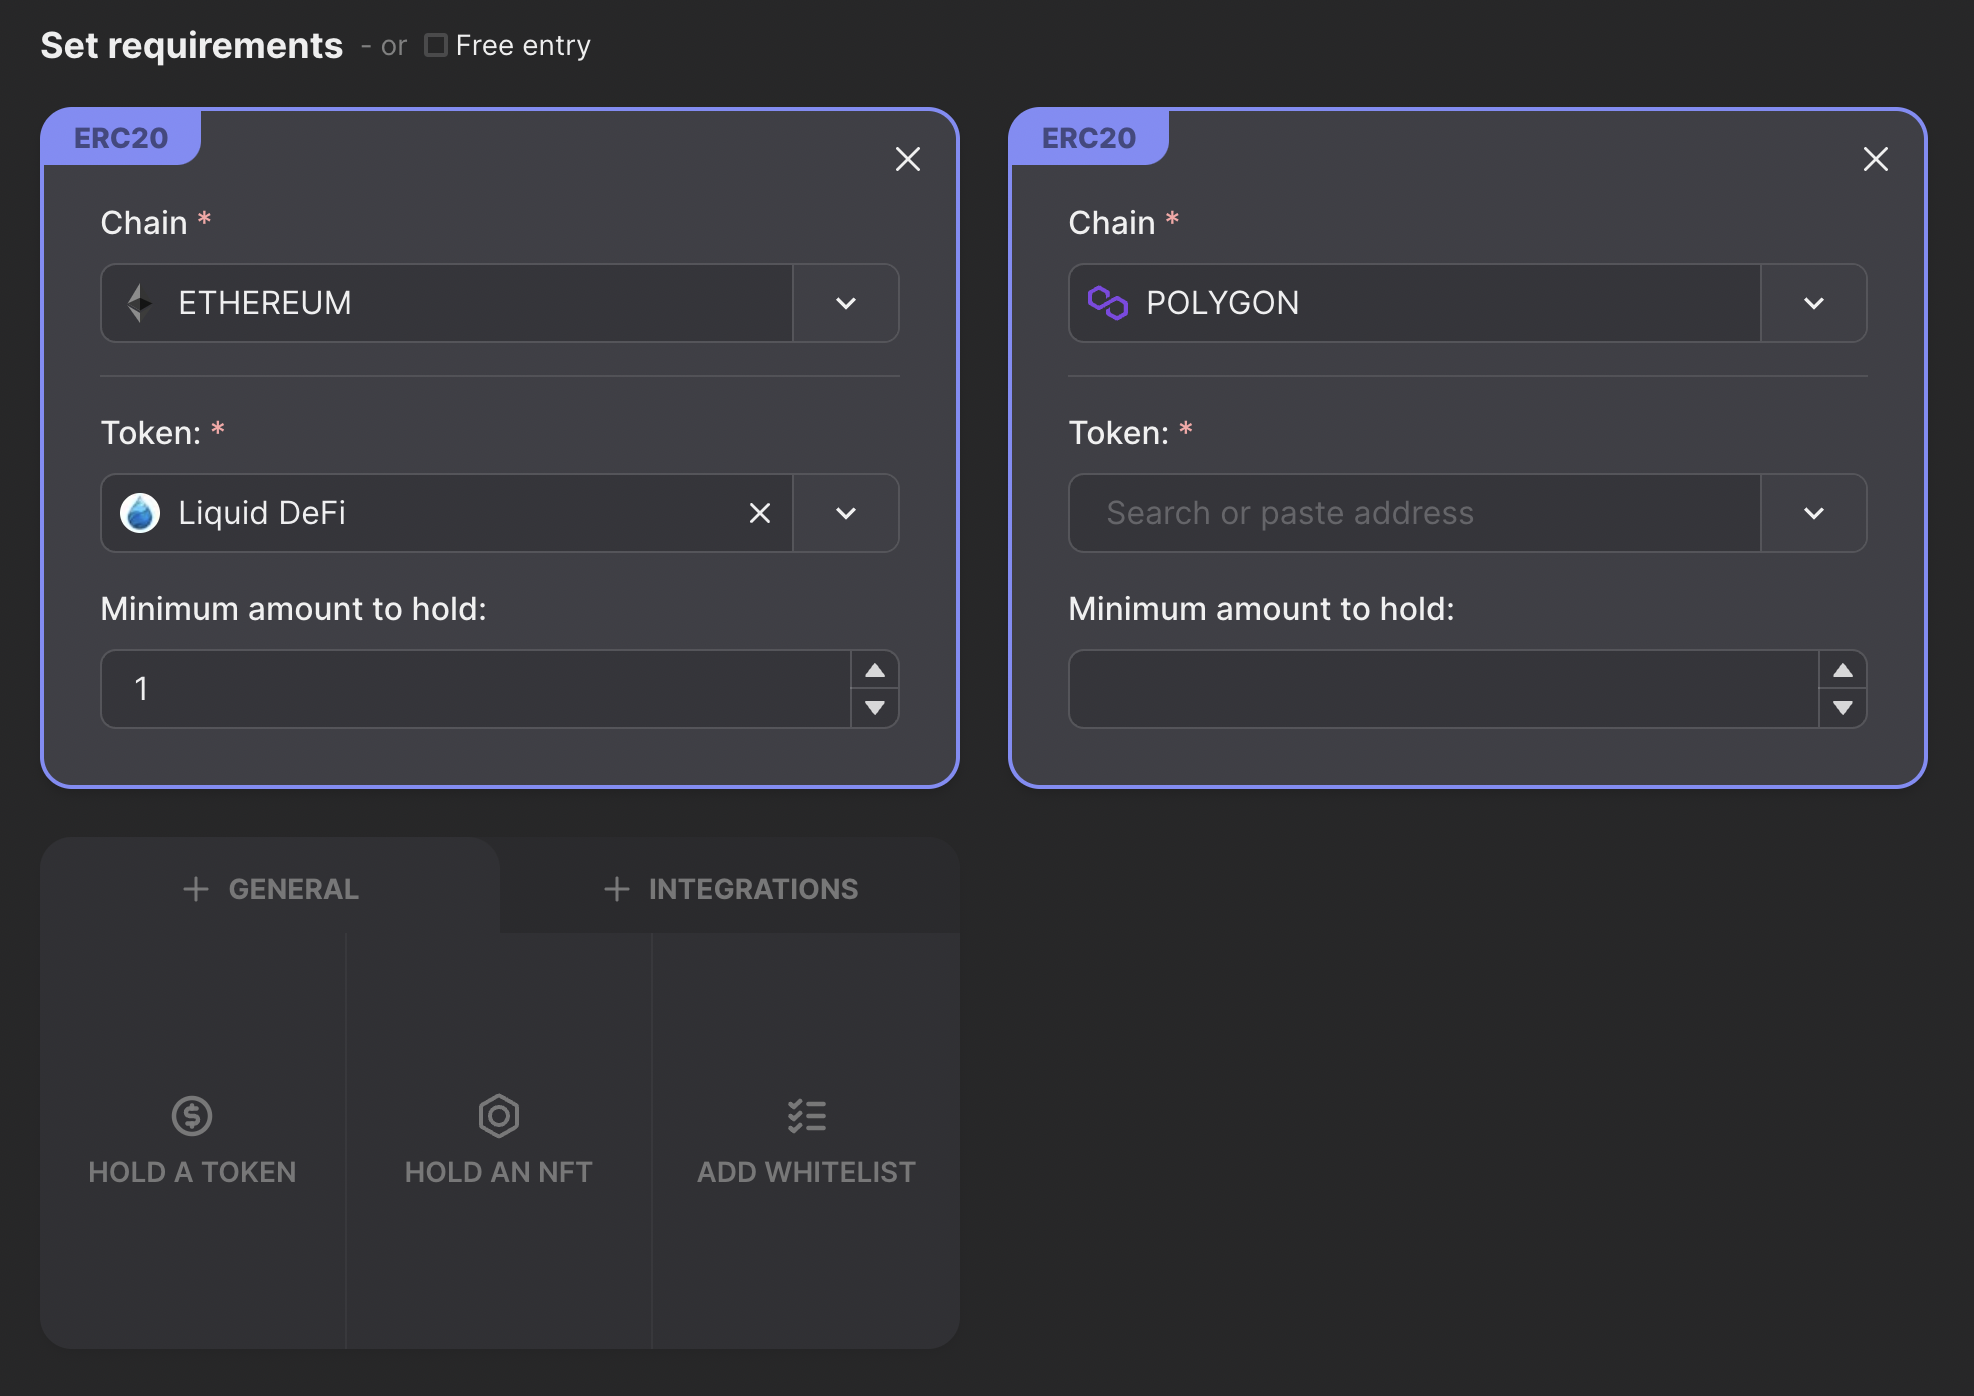 Set requirements - or Free entry
ERC20
Chain *
ETHEREUM
Token: *
Liquid DeFi
Minimum amount to hold:
1
ERC20
Chain *
POLYGON
Token: *
Search or paste address
Minimum amount to hold:
GENERAL
INTEGRATIONS
HOLD A TOKEN
HOLD AN NFT
ADD WHITELIST